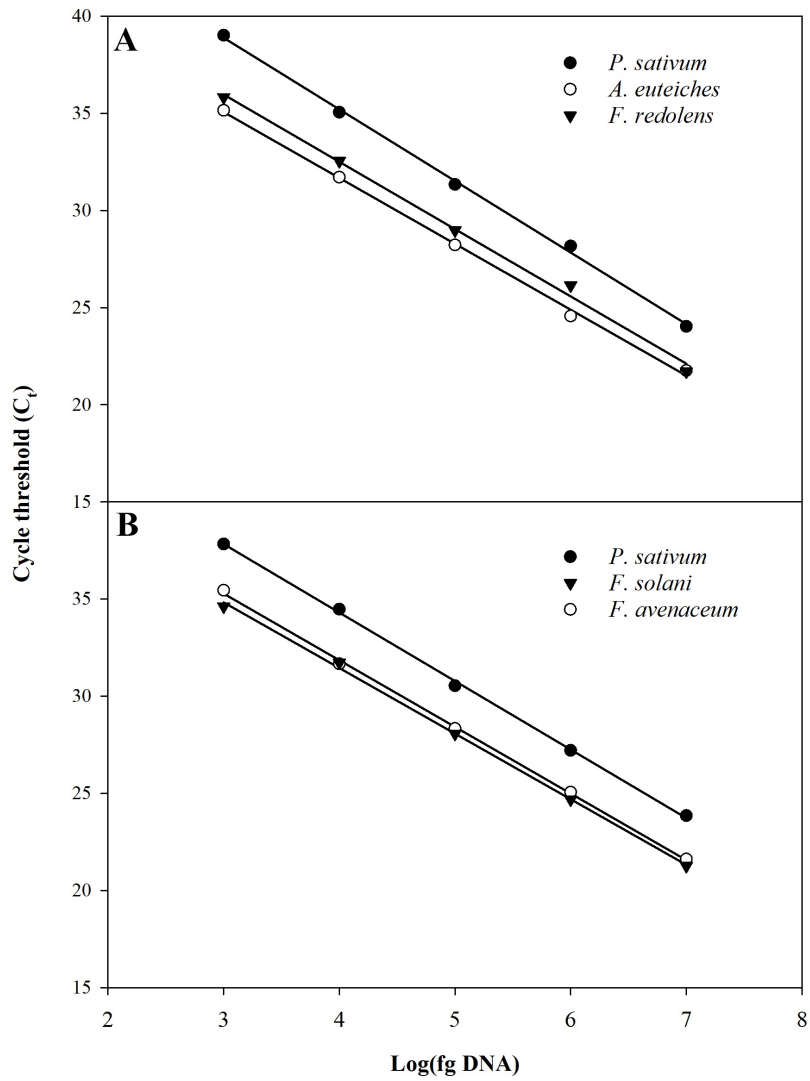 Cycle threshold (Ct)
40
A
P. sativum
A. euteiches
F. redolens
35
30
25
20
15
B
P. sativum
F. solani
F. avenaceum
35
30
25
20
15
2 3 4 5 6 7 8
Log(fg DNA)